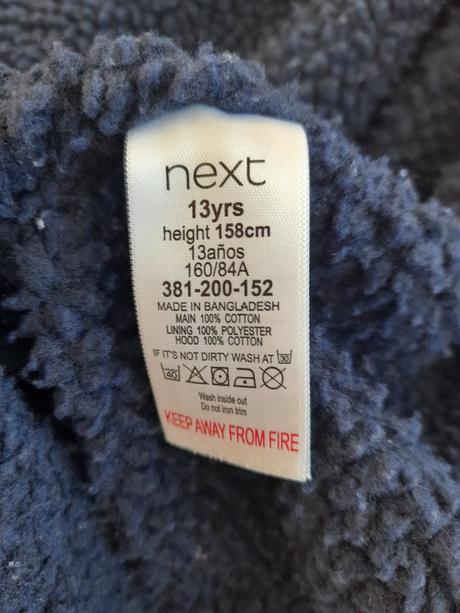 next
13yrs
height 158cm
13años
160/84A
381-200-152
MADE IN BANGLADESH
MAIN 100% COTTON
LINING 100% POLYESTER
HOOD 100% COTTON
IF IT'S NOT DIRTY WASH AT 30
40
Wash inside out
Do not iron trim
KEEP AWAY FROM FIRE